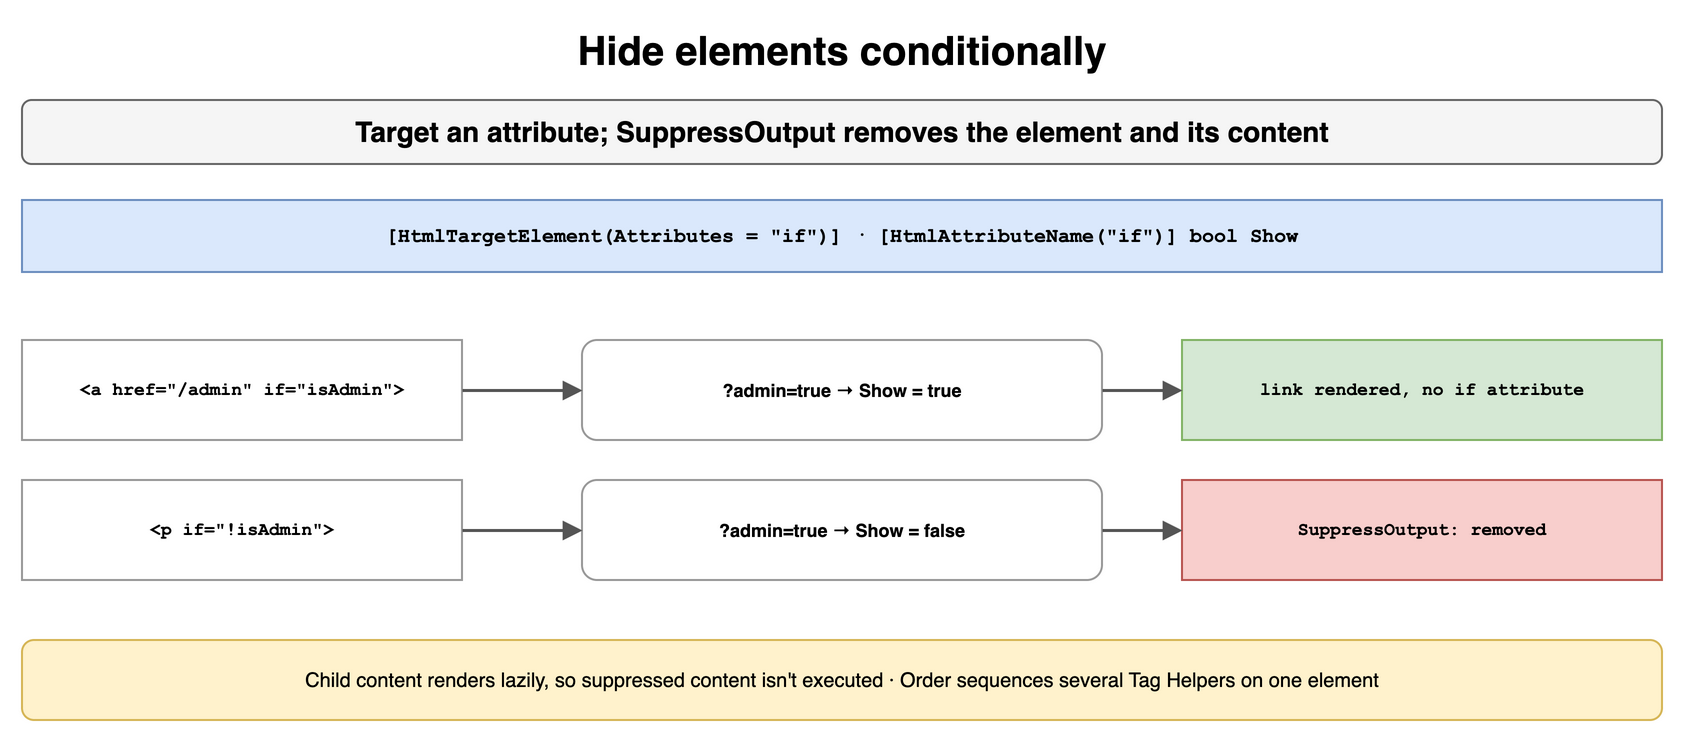 Hide elements conditionally
Target an attribute; SuppressOutput removes the element and its content
[HtmlTargetElement(Attributes = "if")] · [HtmlAttributeName("if")] bool Show
<a href="/admin" if="isAdmin">
?admin=true → Show = true
link rendered, no if attribute
<p if="!isAdmin">
?admin=true → Show = false
SuppressOutput: removed
Child content renders lazily, so suppressed content isn't executed · Order sequences several Tag Helpers on one element